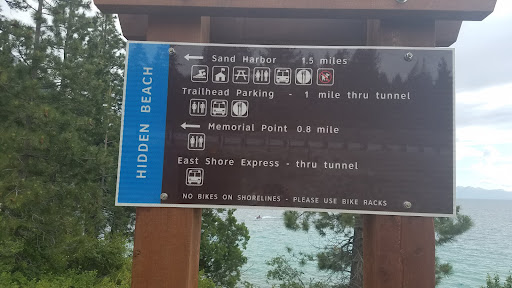 HIDDEN BEACH
← Sand Harbor 1.5 miles
Trailhead Parking - 1 mile thru tunnel
← Memorial Point 0.8 mile
East Shore Express - thru tunnel
NO BIKES ON SHORELINES - PLEASE USE BIKE RACKS